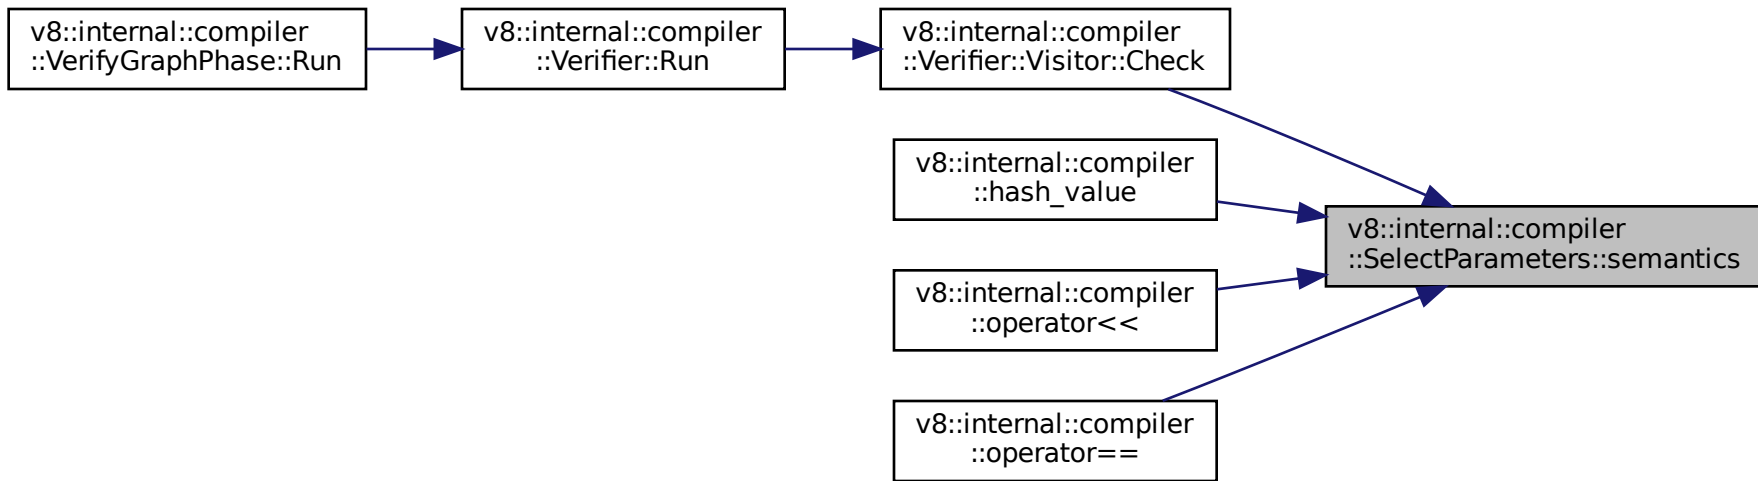 v8::internal::compiler
::VerifyGraphPhase::Run
v8::internal::compiler
::Verifier::Run
v8::internal::compiler
::Verifier::Visitor::Check
v8::internal::compiler
::hash_value
v8::internal::compiler
::SelectParameters::semantics
v8::internal::compiler
::operator<<
v8::internal::compiler
::operator==